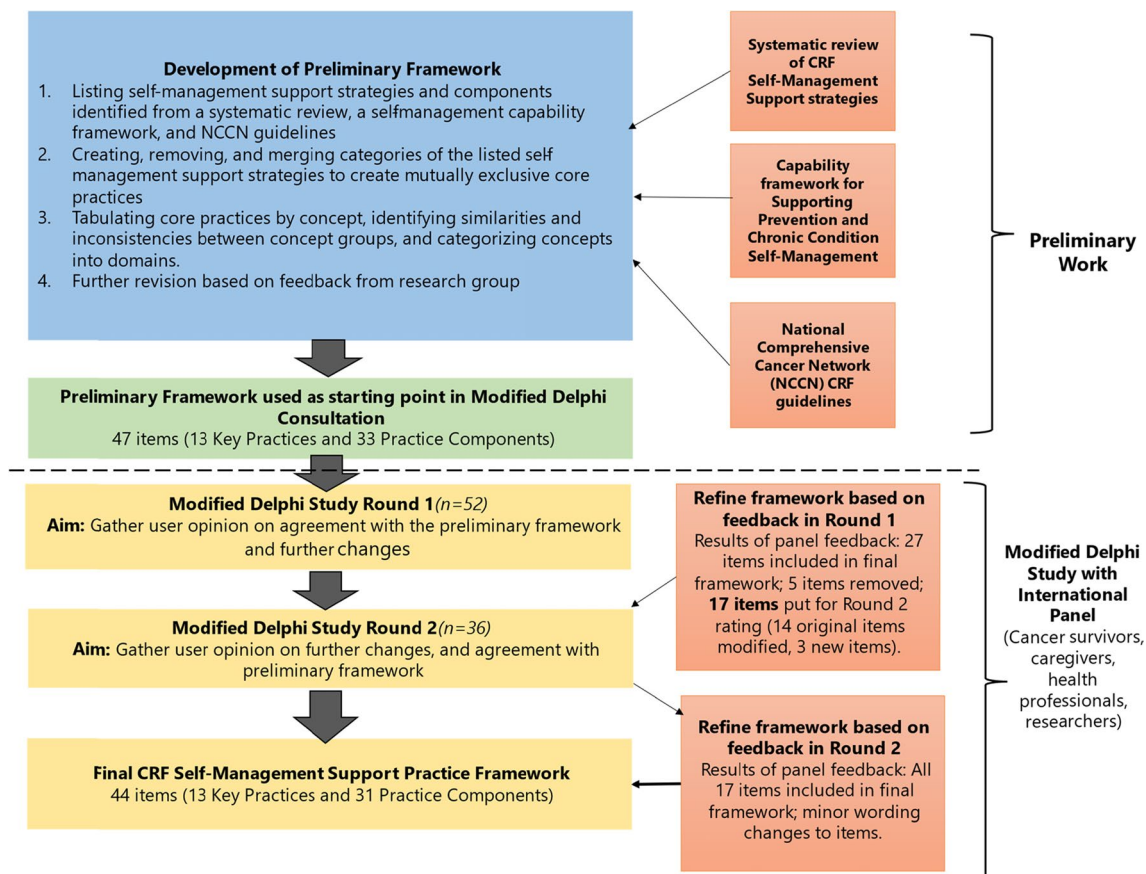 Development of Preliminary Framework
1. Listing self-management support strategies and components
identified from a systematic review, a selfmanagement capability
framework, and NCCN guidelines
2. Creating, removing, and merging categories of the listed self
management support strategies to create mutually exclusive core
practices
3. Tabulating core practices by concept, identifying similarities and
inconsistencies between concept groups, and categorizing concepts
into domains.
4. Further revision based on feedback from research group
Systematic review
of CRF
Self-Management
Support strategies
Capability
framework for
Supporting
Prevention and
Chronic Condition
Self-Management
National
Comprehensive
Cancer Network
(NCCN) CRF
guidelines
Preliminary
Work
Preliminary Framework used as starting point in Modified Delphi
Consultation
47 items (13 Key Practices and 33 Practice Components)
Modified Delphi Study Round 1(n=52)
Aim: Gather user opinion on agreement with the preliminary framework
and further changes
Refine framework based on
feedback in Round 1
Results of panel feedback: 27
items included in final
framework; 5 items removed;
17 items put for Round 2
rating (14 original items
modified, 3 new items).
Modified Delphi Study Round 2(n=36)
Aim: Gather user opinion on further changes, and agreement with
preliminary framework
Refine framework based on
feedback in Round 2
Results of panel feedback: All
17 items included in final
framework; minor wording
changes to items.
Final CRF Self-Management Support Practice Framework
44 items (13 Key Practices and 31 Practice Components)
Modified Delphi
Study with
International
Panel
(Cancer survivors,
caregivers,
health
professionals,
researchers)